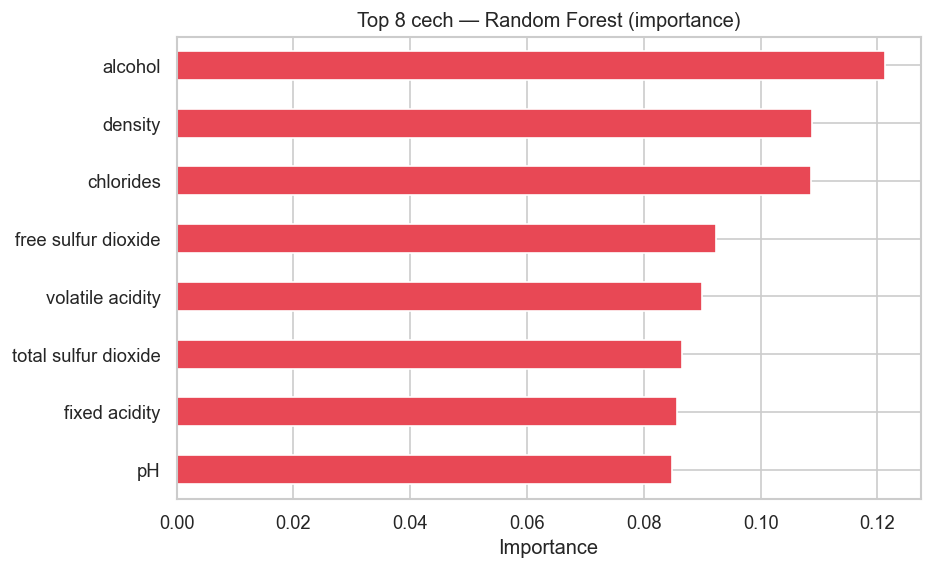 Top 8 cech — Random Forest (importance)
alcohol
density
chlorides
free sulfur dioxide
volatile acidity
total sulfur dioxide
fixed acidity
pH
0.00 0.02 0.04 0.06 0.08 0.10 0.12
Importance